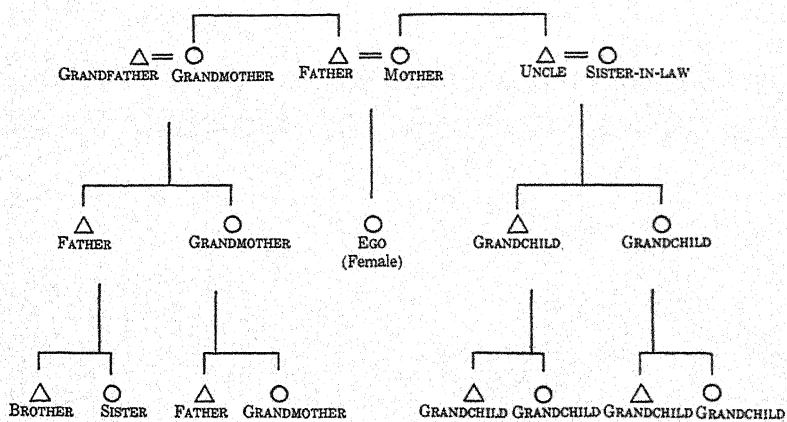 GRANDFATHER GRANDMOTHER FATHER MOTHER UNCLE SISTER-IN-LAW
FATHER GRANDMOTHER EGO GRANDCHILD GRANDCHILD
(Female)
BROTHER SISTER FATHER GRANDMOTHER GRANDCHILD GRANDCHILD GRANDCHILD GRANDCHILD